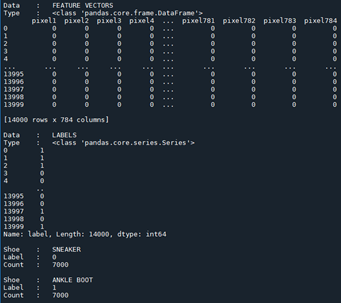 Data    :   FEATURE VECTORS
Type    :   <class 'pandas.core.frame.DataFrame'>
       pixel1  pixel2  pixel3  pixel4  ...  pixel781  pixel782  pixel783  pixel784
0           0       0       0       0  ...         0         0         0         0
1           0       0       0       0  ...         0         0         0         0
2           0       0       0       0  ...         0         0         0         0
3           0       0       0       0  ...         0         0         0         0
4           0       0       0       0  ...         0         0         0         0
...       ...     ...     ...     ...  ...       ...       ...       ...       ...
13995       0       0       0       0  ...         0         0         0         0
13996       0       0       0       0  ...         0         0         0         0
13997       0       0       0       0  ...         0         0         0         0
13998       0       0       0       0  ...         0         0         0         0
13999       0       0       0       0  ...         0         0         0         0
[14000 rows x 784 columns]
Data    :   LABELS
Type    :   <class 'pandas.core.series.Series'>
0        1
1        1
2        1
3        0
4        0
        ..
13995    0
13996    0
13997    1
13998    0
13999    1
Name: label, Length: 14000, dtype: int64
Shoe    :   SNEAKER
Label   :   0
Count   :   7000
Shoe    :   ANKLE BOOT
Label   :   1
Count   :   7000